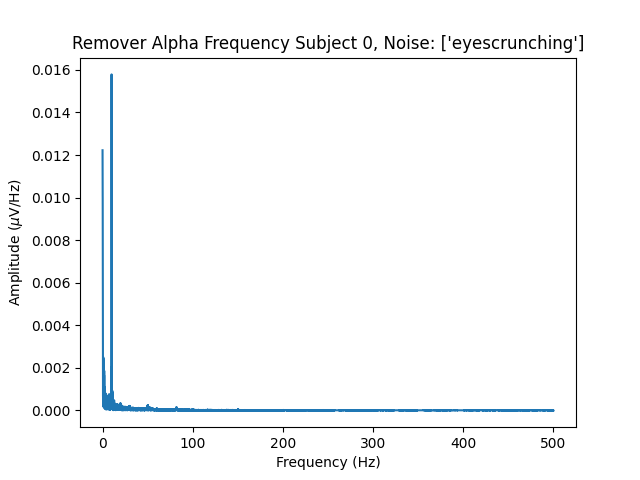 Remover Alpha Frequency Subject 0, Noise: ['eyescrunching']
Amplitude (μV/Hz)
0.016
0.014
0.012
0.010
0.008
0.006
0.004
0.002
0.000
0 100 200 300 400 500
Frequency (Hz)